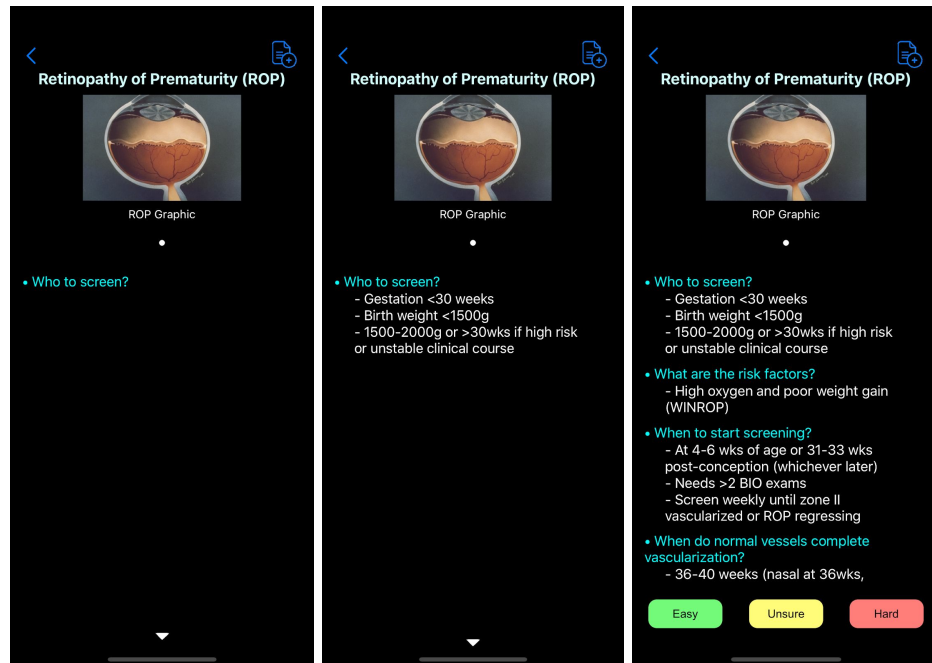 Retinopathy of Prematurity (ROP)
ROP Graphic
• Who to screen?
Retinopathy of Prematurity (ROP)
ROP Graphic
• Who to screen?
- Gestation <30 weeks
- Birth weight <1500g
- 1500-2000g or >30wks if high risk
or unstable clinical course
Retinopathy of Prematurity (ROP)
ROP Graphic
• Who to screen?
- Gestation <30 weeks
- Birth weight <1500g
- 1500-2000g or >30wks if high risk
or unstable clinical course
• What are the risk factors?
- High oxygen and poor weight gain
(WINROP)
• When to start screening?
- At 4-6 wks of age or 31-33 wks
post-conception (whichever later)
- Needs >2 BIO exams
- Screen weekly until zone II
vascularized or ROP regressing
• When do normal vessels complete
vascularization?
- 36-40 weeks (nasal at 36wks,
Easy
Unsure
Hard